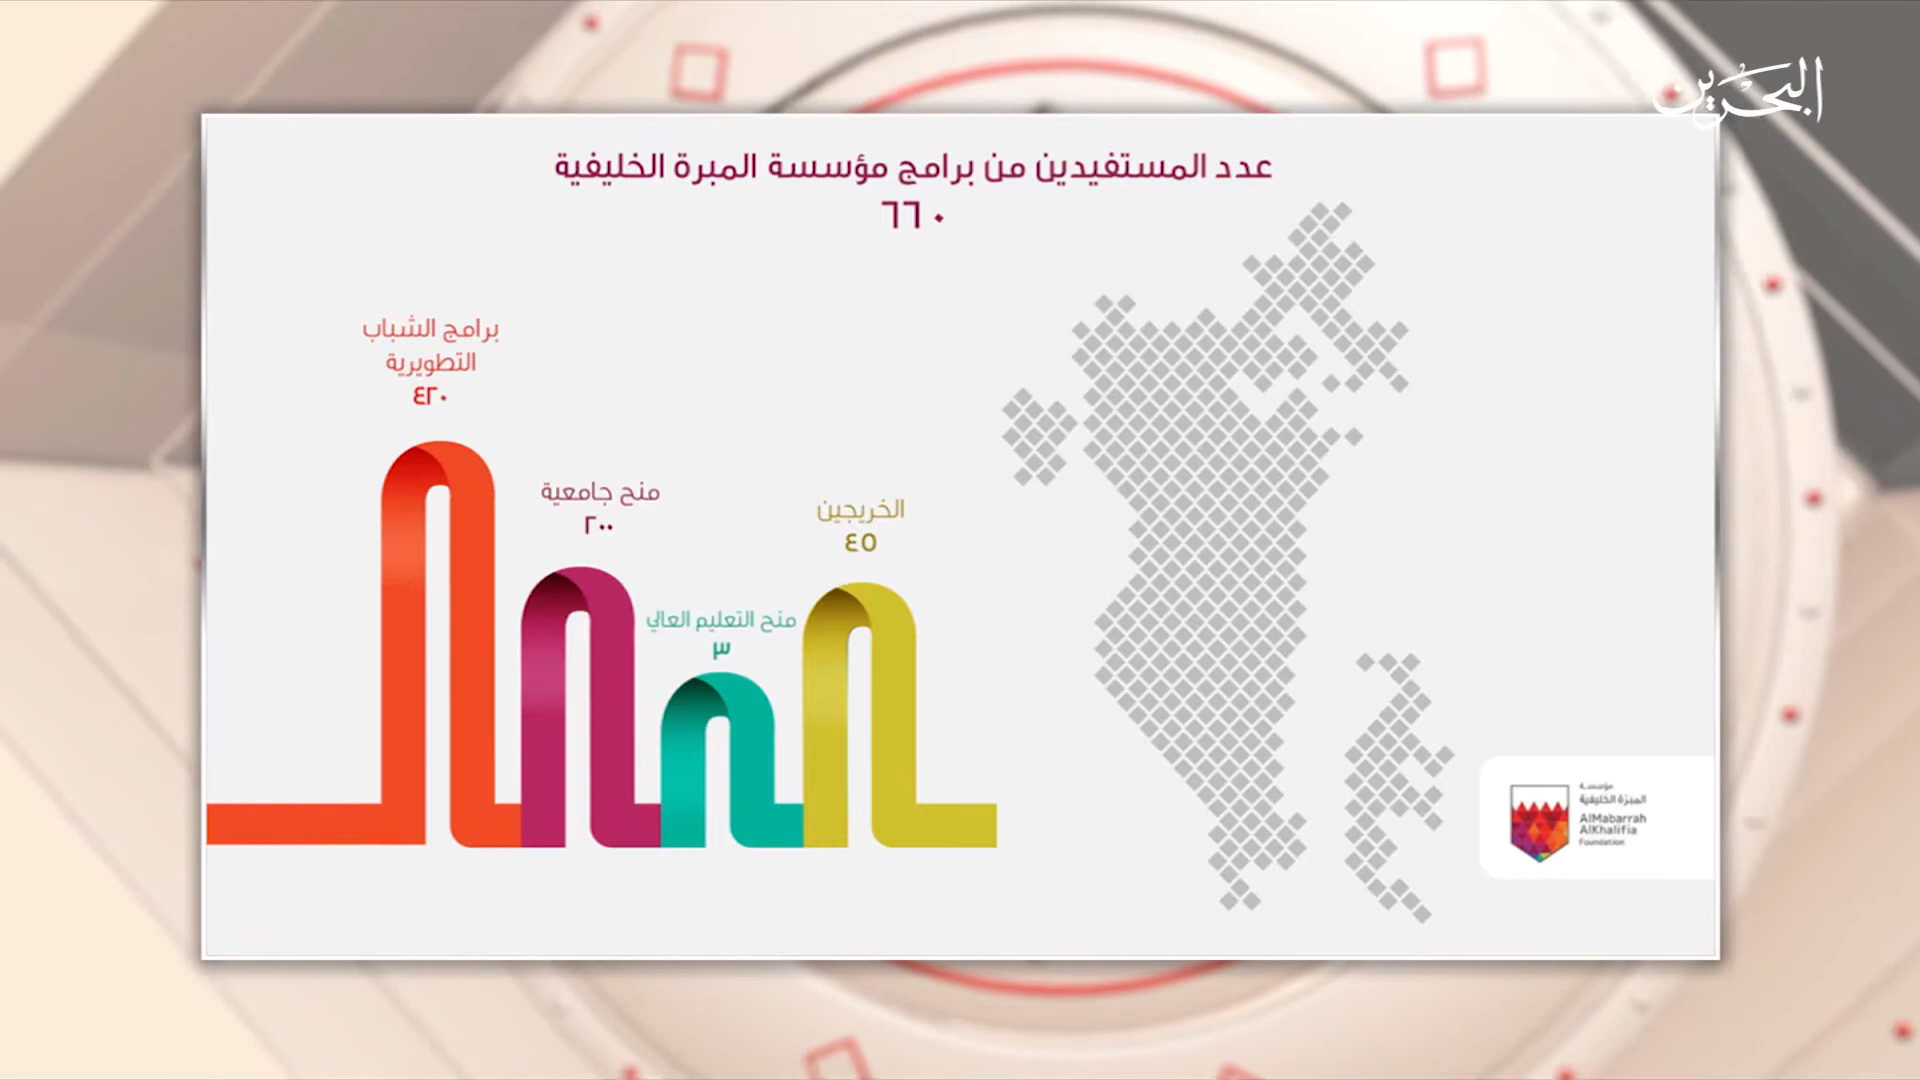 البحرين
عدد المستفيدين من برامج مؤسسة المبرة الخليفية
٦٦٠
برامج الشباب
التطويرية
٤٢٠
منح جامعية
٢٠٠
منح التعليم العالي
٣
الخريجين
٤٥
مؤسسة
المبرة الخليفية
AlMabarrah
AlKhalifia
Foundation